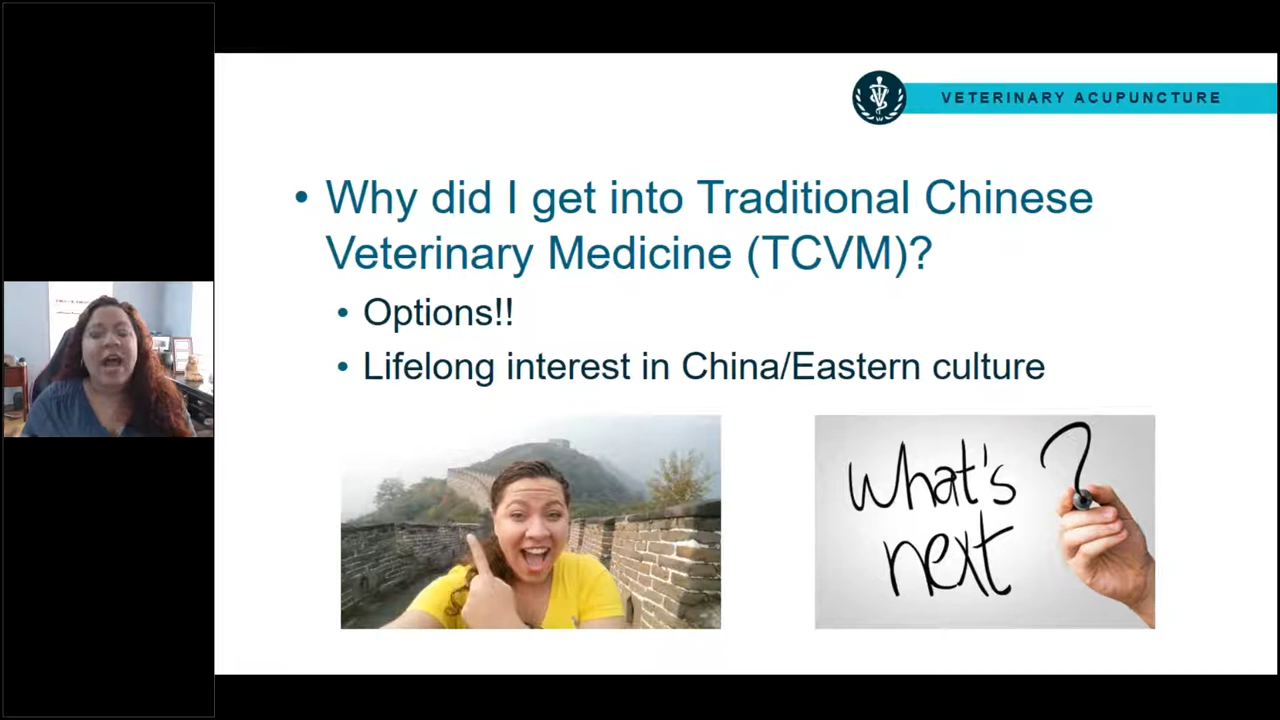 VETERINARY ACUPUNCTURE
• Why did I get into Traditional Chinese
Veterinary Medicine (TCVM)?
• Options!!
• Lifelong interest in China/Eastern culture
What's
next ?